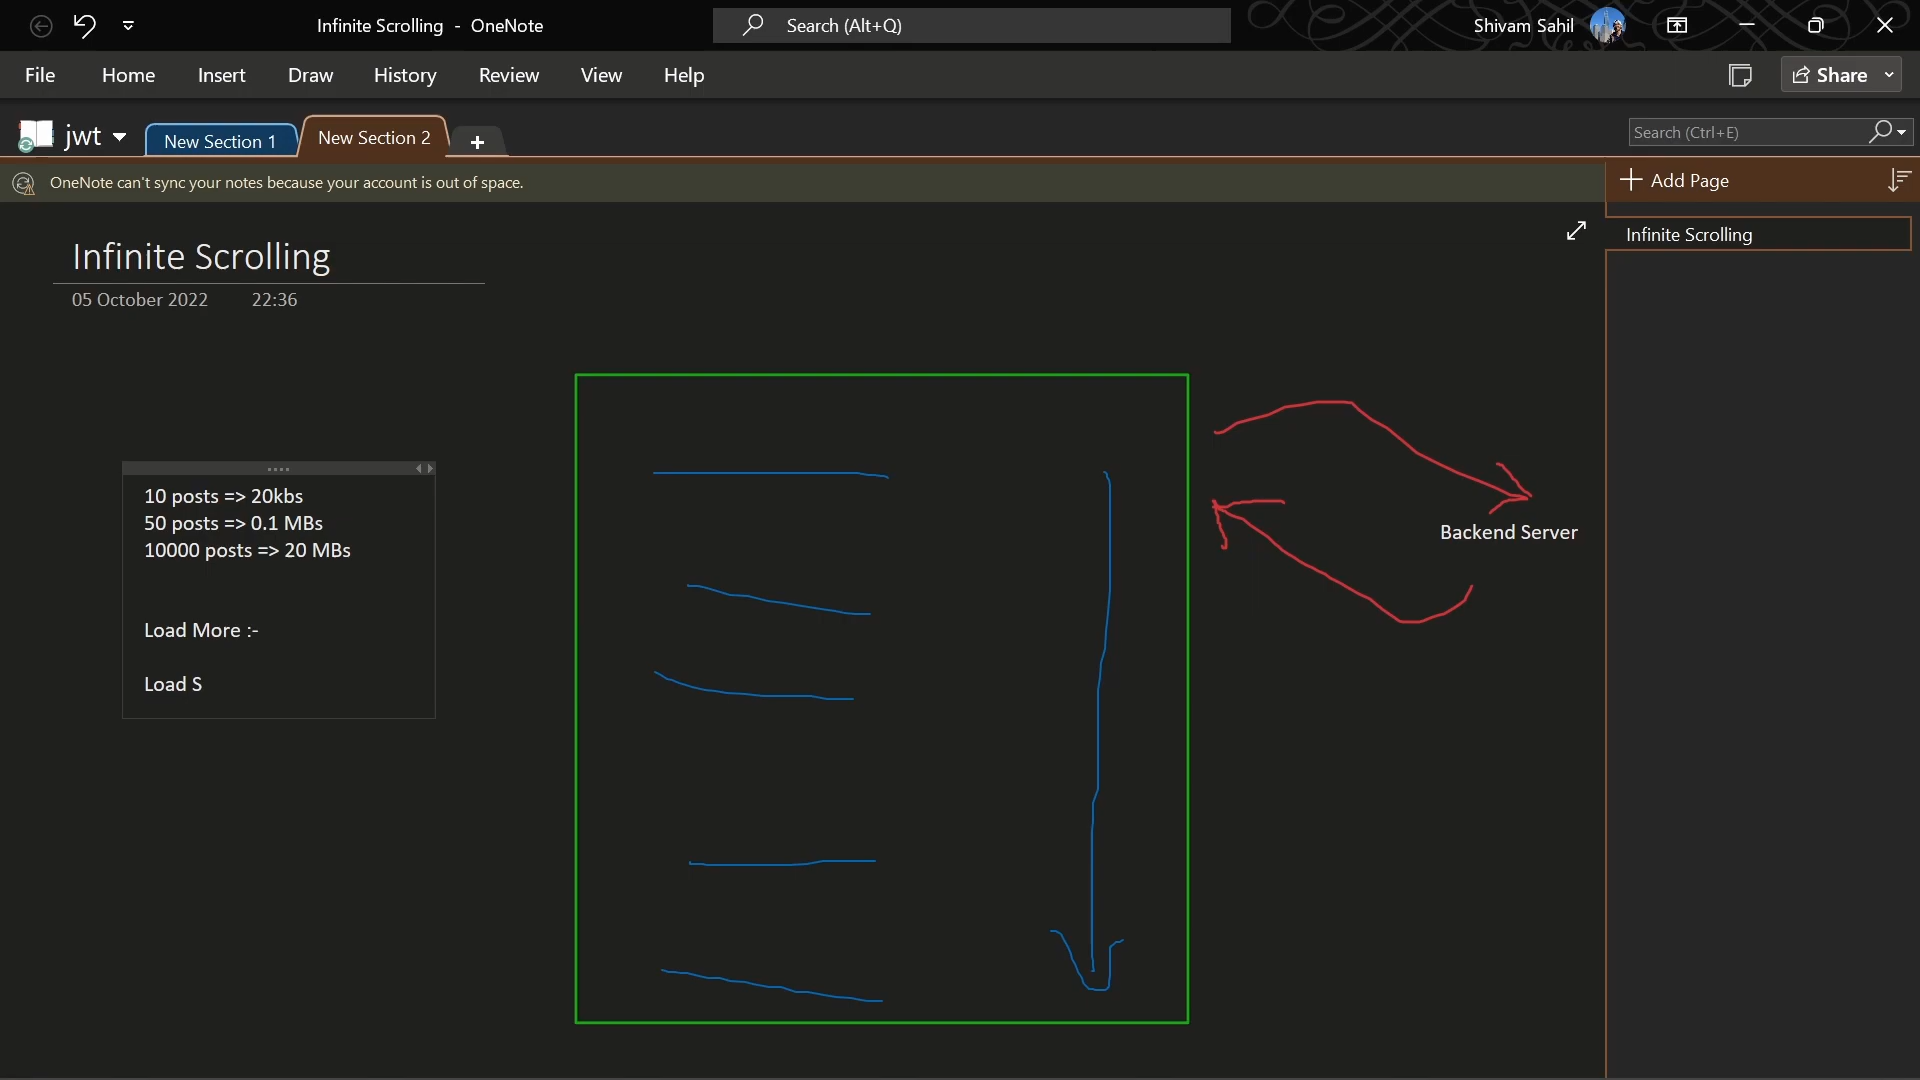 Infinite Scrolling - OneNote
Search (Alt+Q)
Shivam Sahil
File Home Insert Draw History Review View Help
Share
jwt
New Section 1
New Section 2
Search (Ctrl+E)
OneNote can't sync your notes because your account is out of space.
Add Page
Infinite Scrolling
Infinite Scrolling
05 October 2022 22:36
10 posts => 20kbs
50 posts => 0.1 MBs
10000 posts => 20 MBs
Load More :-
Load S
Backend Server